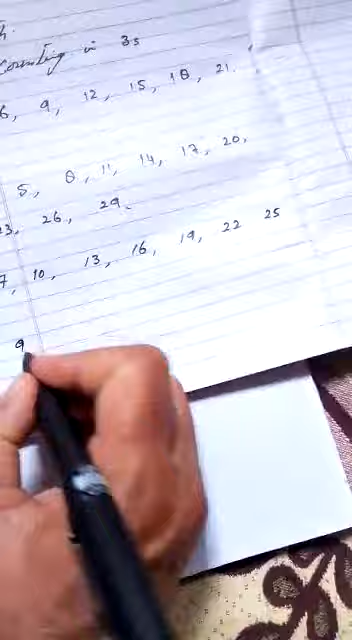 h.
Counting in 3s
6, 9, 12, 15, 18, 21.
5, 8, 11, 14, 17, 20,
23, 26, 29.
7, 10, 13, 16, 19, 22 25
9